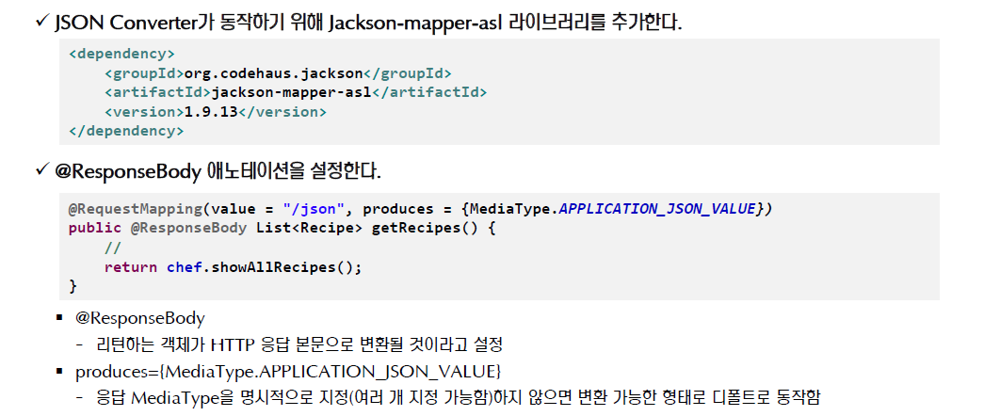 ✓ JSON Converter가 동작하기 위해 Jackson-mapper-asl 라이브러리를 추가한다.
<dependency>
    <groupId>org.codehaus.jackson</groupId>
    <artifactId>jackson-mapper-asl</artifactId>
    <version>1.9.13</version>
</dependency>
✓ @ResponseBody 애노테이션을 설정한다.
@RequestMapping(value = "/json", produces = {MediaType.APPLICATION_JSON_VALUE})
public @ResponseBody List<Recipe> getRecipes() {
    //
    return chef.showAllRecipes();
}
▪ @ResponseBody
- 리턴하는 객체가 HTTP 응답 본문으로 변환될 것이라고 설정
▪ produces={MediaType.APPLICATION_JSON_VALUE}
- 응답 MediaType을 명시적으로 지정(여러 개 지정 가능함)하지 않으면 변환 가능한 형태로 디폴트로 동작함